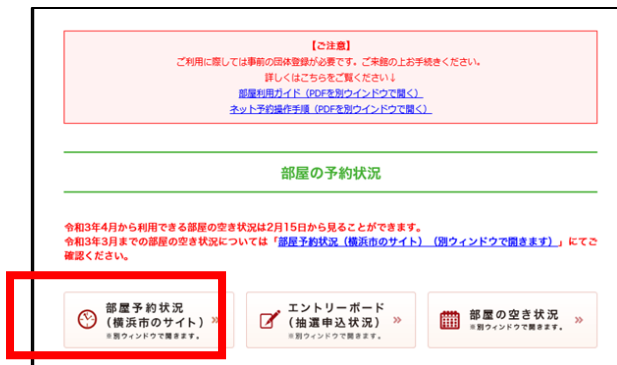 【ご注意】
ご利用に際しては事前の団体登録が必要です。ご来館の上お手続きください。
詳しくはこちらをご覧ください↓
部屋利用ガイド（PDFを別ウインドウで開く）
ネット予約操作手順（PDFを別ウインドウで開く）
部屋の予約状況
令和3年4月から利用できる部屋の空き状況は2月15日から見ることができます。
令和3年3月までの部屋の空き状況については「部屋予約状況（横浜市のサイト）（別ウィンドウで開きます）」にてご
確認ください。
部屋予約状況
（横浜市のサイト）»
※別ウィンドウで開きます。
エントリーボード
（抽選申込状況）»
※別ウィンドウで開きます。
部屋の空き状況 »
※別ウィンドウで開きます。